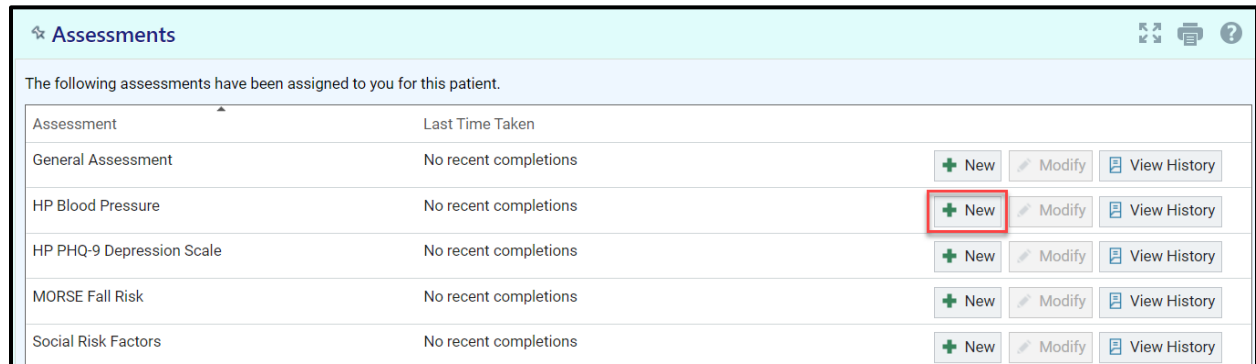 Assessments
The following assessments have been assigned to you for this patient.
Assessment Last Time Taken
General Assessment No recent completions New Modify View History
HP Blood Pressure No recent completions New Modify View History
HP PHQ-9 Depression Scale No recent completions New Modify View History
MORSE Fall Risk No recent completions New Modify View History
Social Risk Factors No recent completions New Modify View History